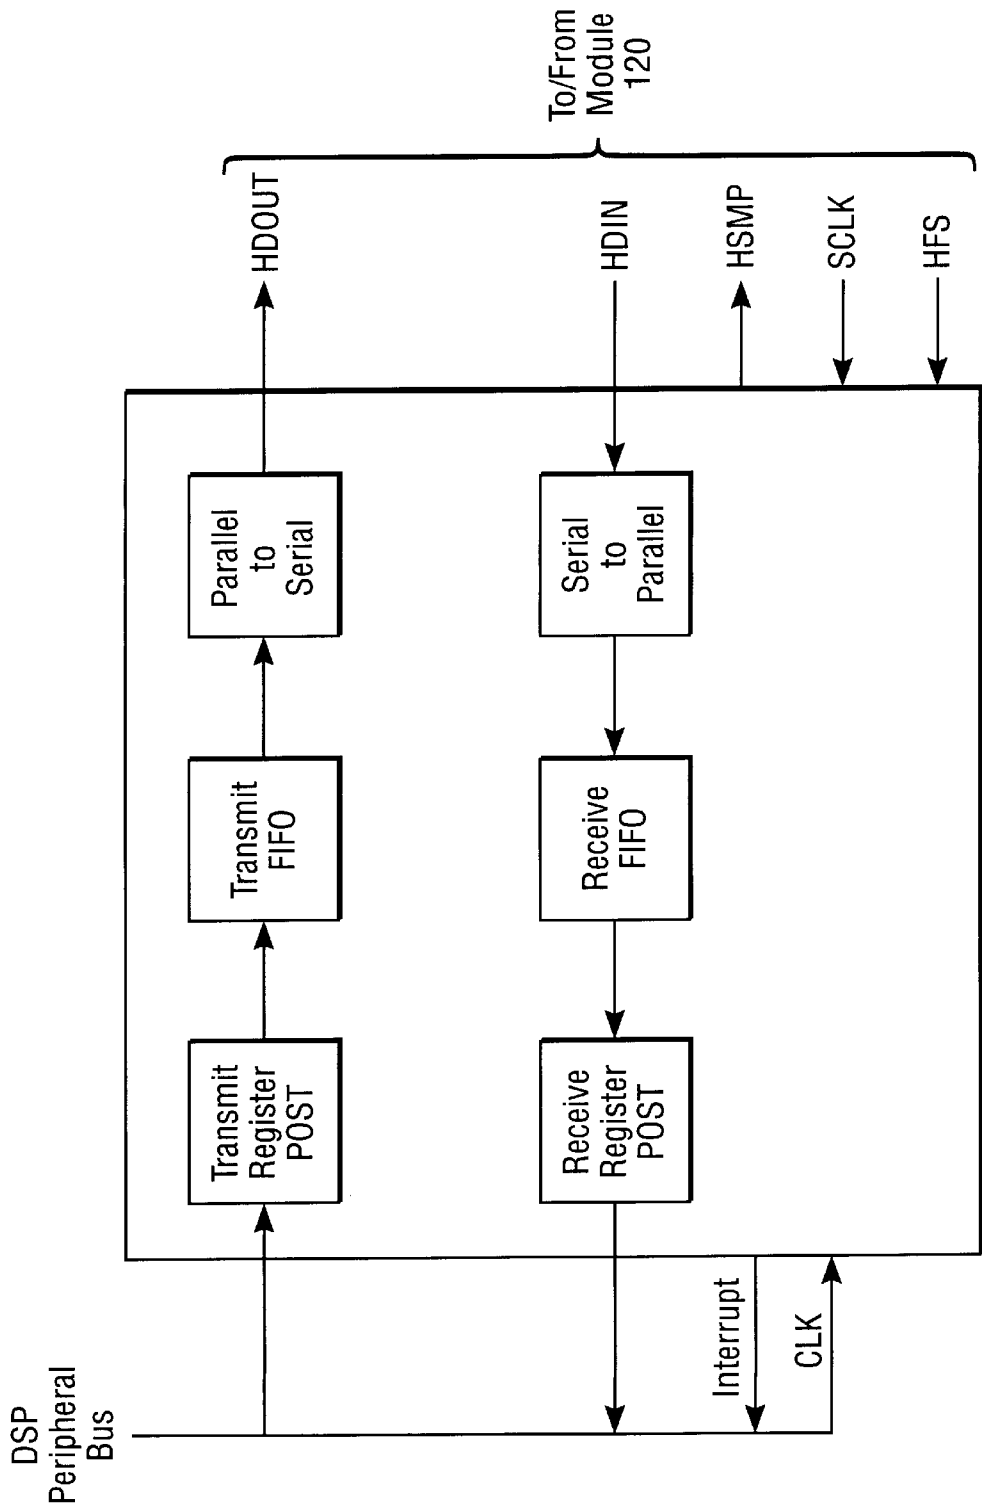 DSP
Peripheral
Bus
Transmit
Register
POST
Transmit
FIFO
Parallel
to
Serial
HDOUT
Receive
Register
POST
Receive
FIFO
Serial
to
Parallel
HDIN
HSMP
SCLK
HFS
Interrupt
CLK
To/From
Module
120